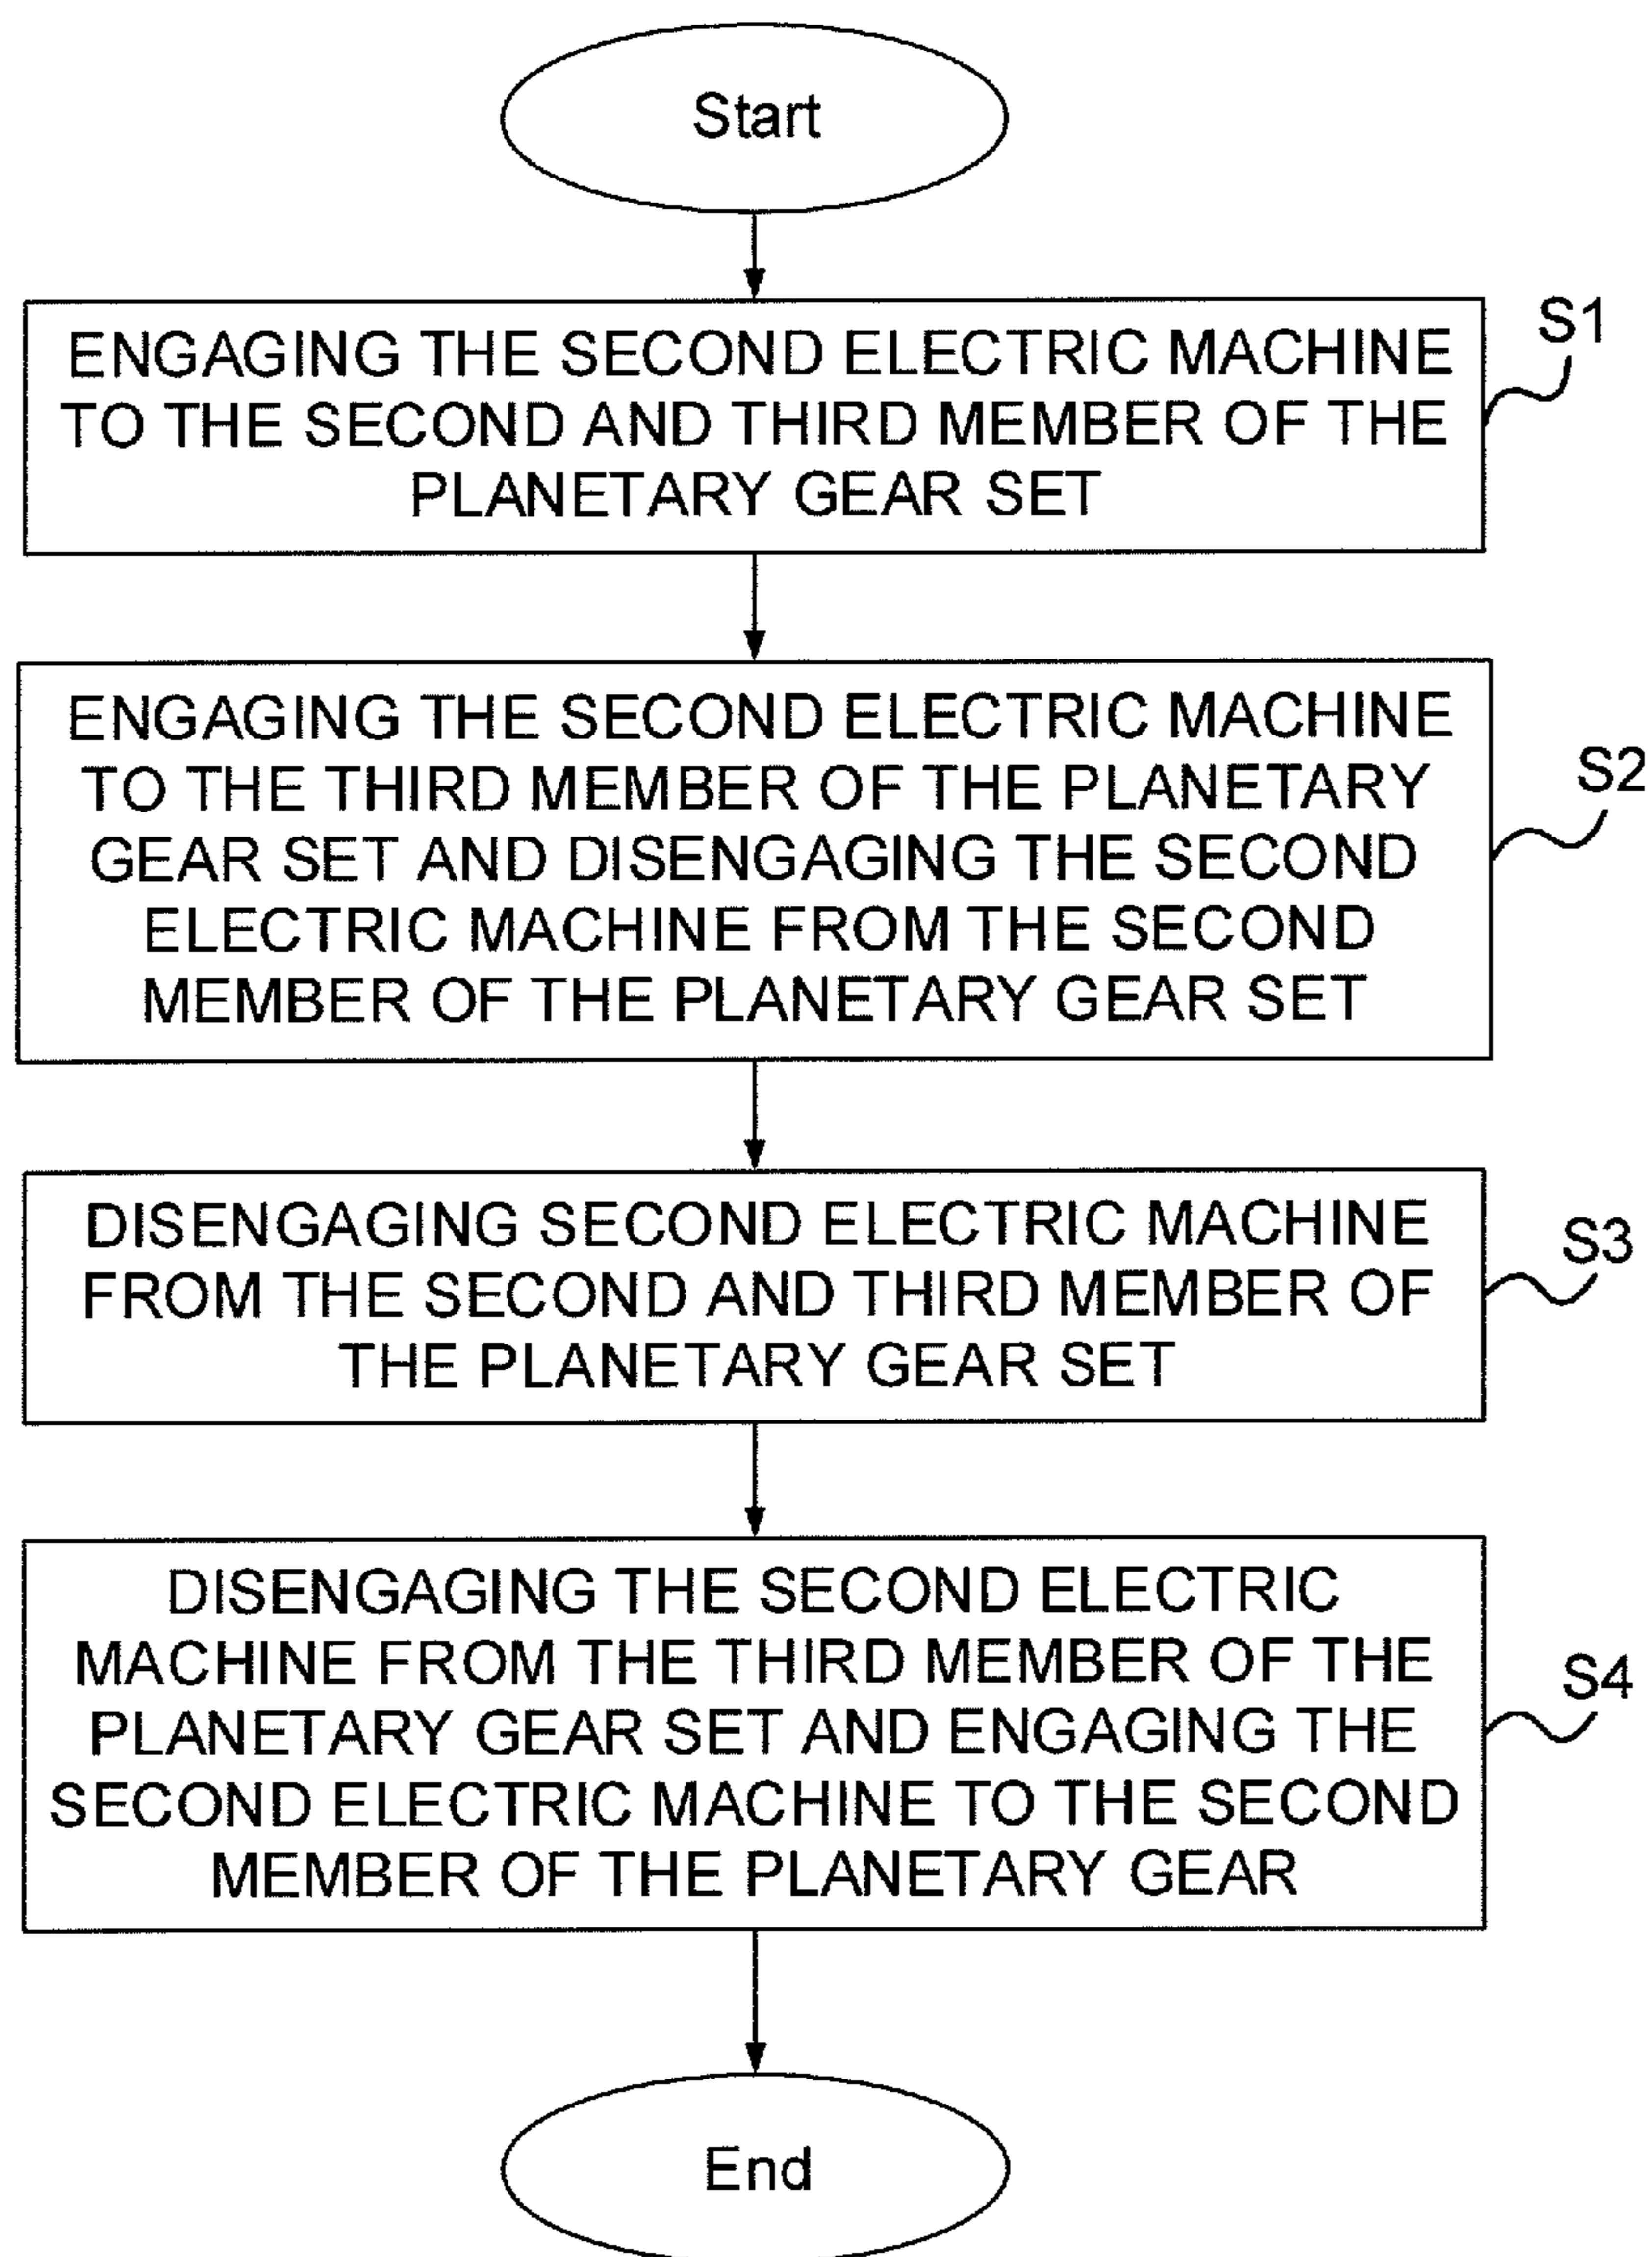 Start
ENGAGING THE SECOND ELECTRIC MACHINE
TO THE SECOND AND THIRD MEMBER OF THE
PLANETARY GEAR SET
S1
ENGAGING THE SECOND ELECTRIC MACHINE
TO THE THIRD MEMBER OF THE PLANETARY
GEAR SET AND DISENGAGING THE SECOND
ELECTRIC MACHINE FROM THE SECOND
MEMBER OF THE PLANETARY GEAR SET
S2
DISENGAGING SECOND ELECTRIC MACHINE
FROM THE SECOND AND THIRD MEMBER OF
THE PLANETARY GEAR SET
S3
DISENGAGING THE SECOND ELECTRIC
MACHINE FROM THE THIRD MEMBER OF THE
PLANETARY GEAR SET AND ENGAGING THE
SECOND ELECTRIC MACHINE TO THE SECOND
MEMBER OF THE PLANETARY GEAR
S4
End